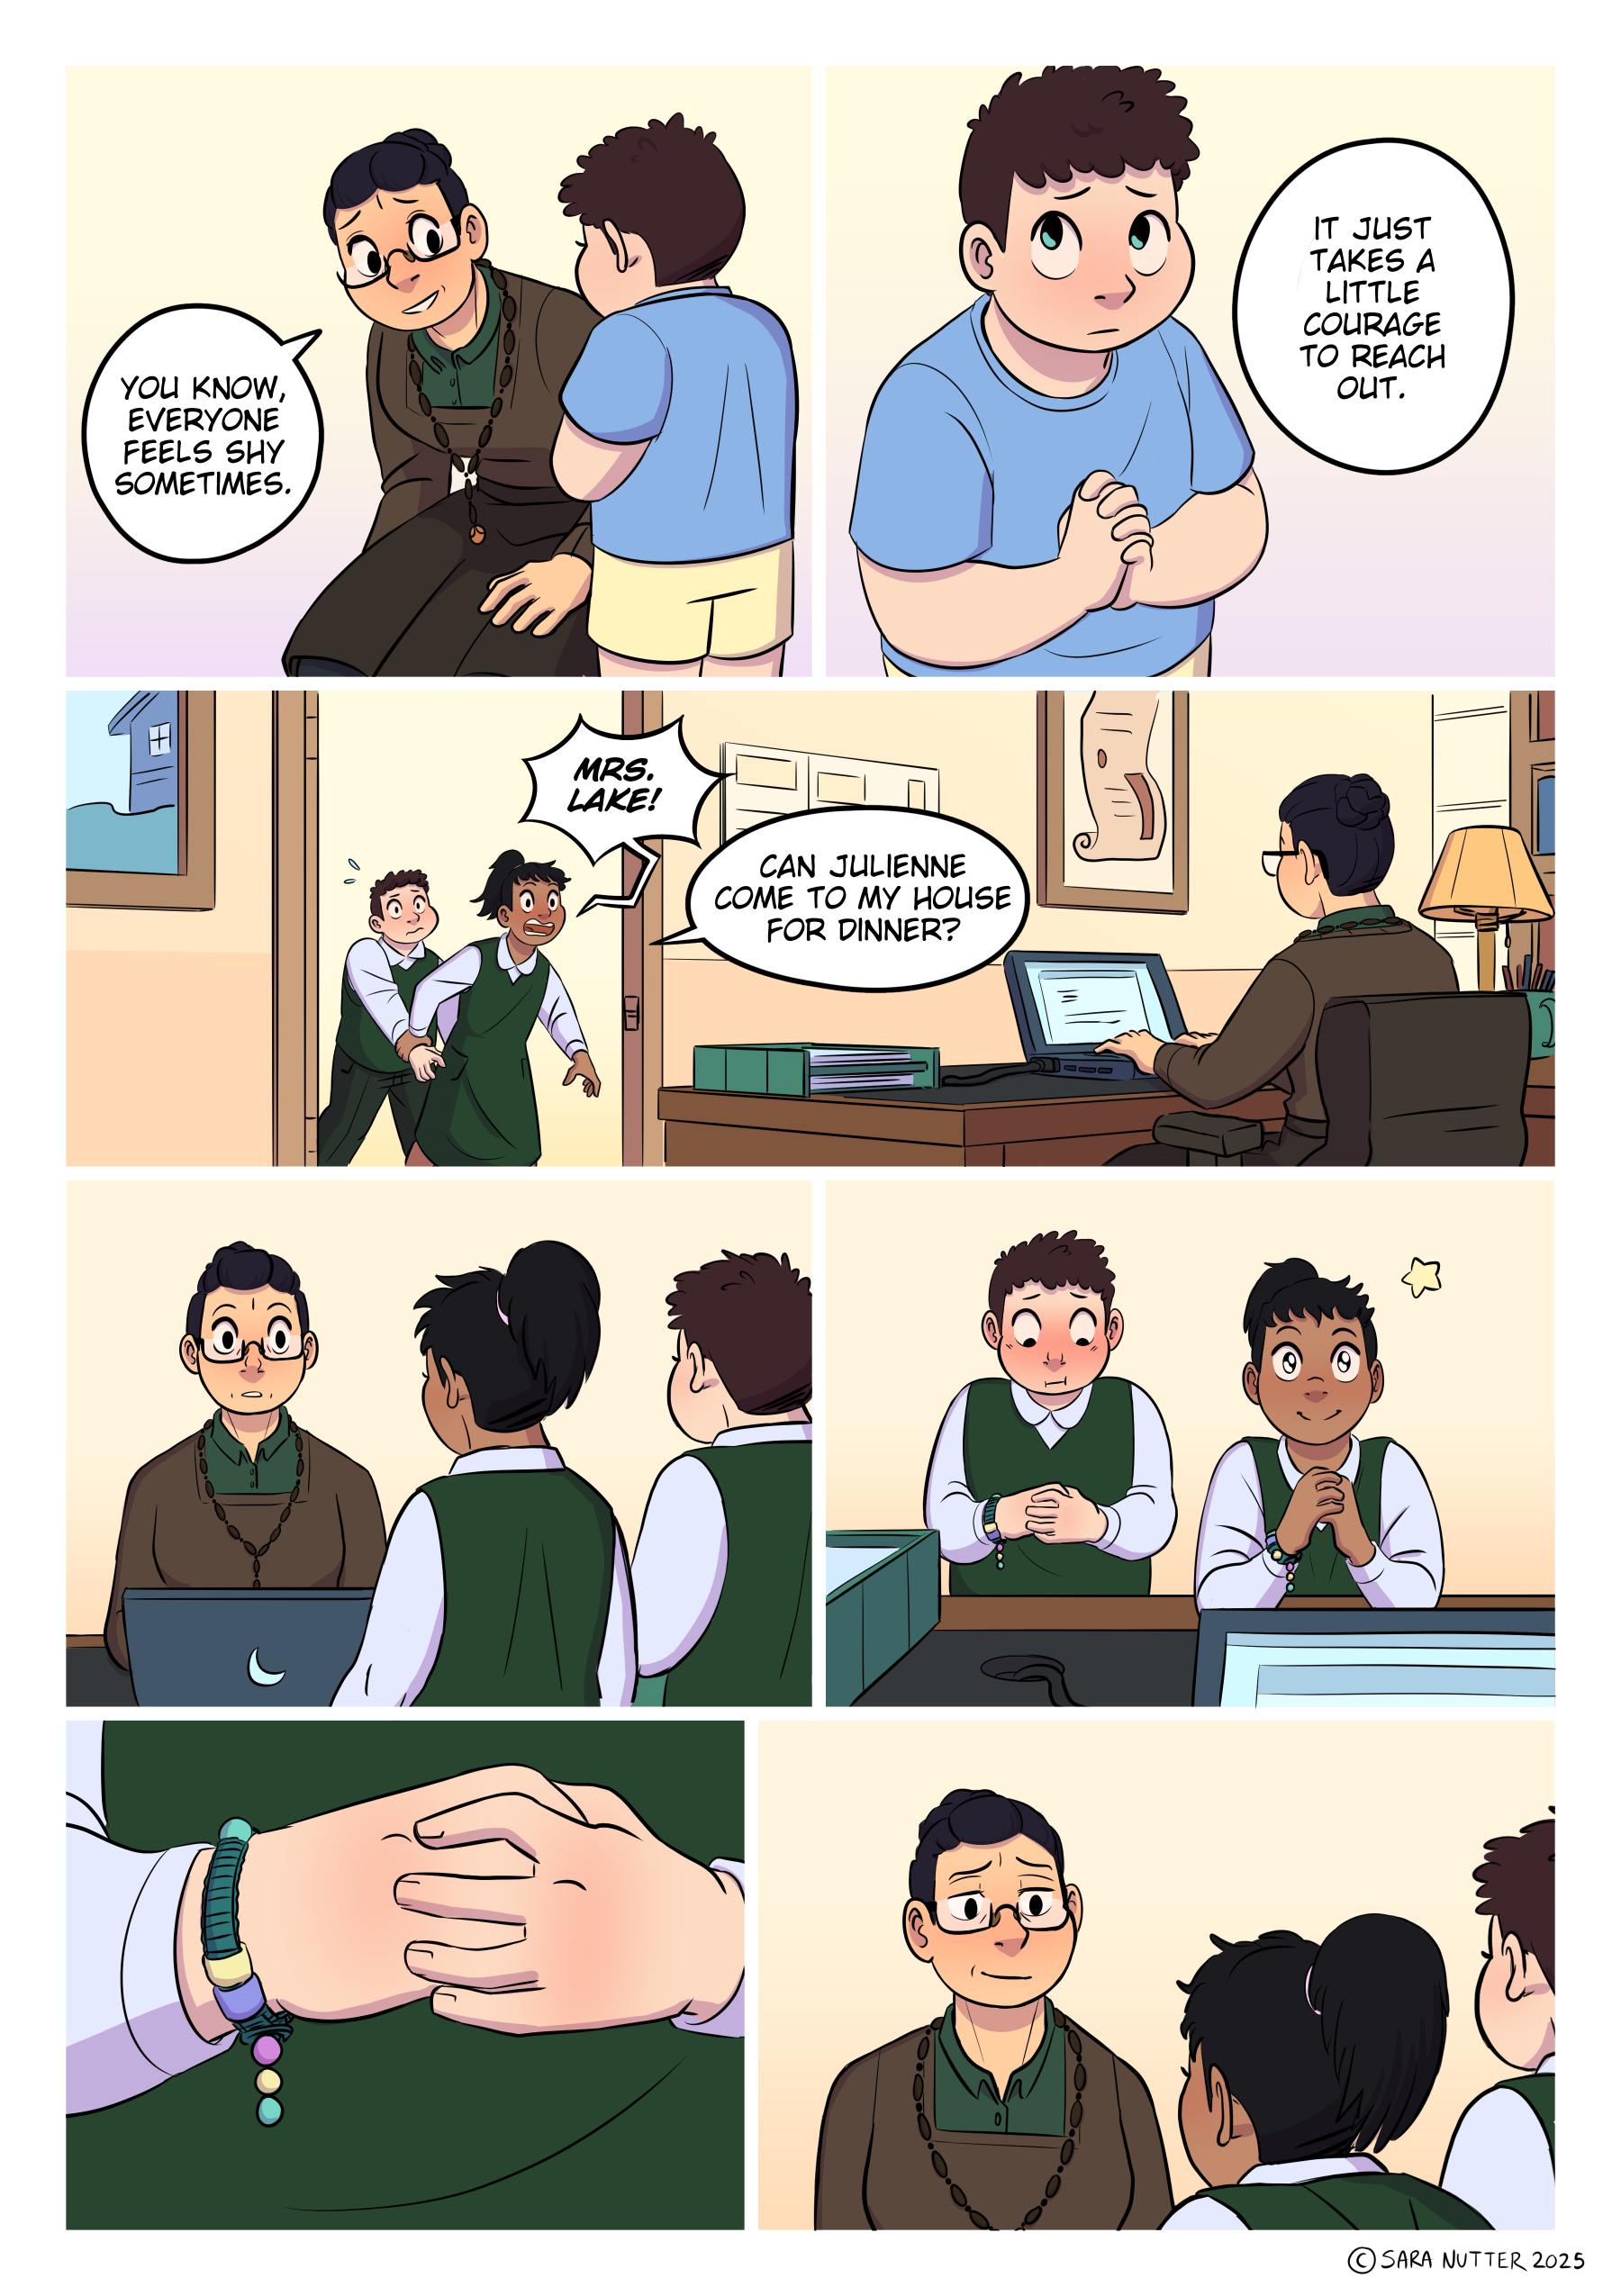 YOU KNOW,
EVERYONE
FEELS SHY
SOMETIMES.
IT JUST
TAKES A
LITTLE
COURAGE
TO REACH
OUT.
MRS.
LAKE!
CAN JULIENNE
COME TO MY HOUSE
FOR DINNER?
© SARA NUTTER 2025